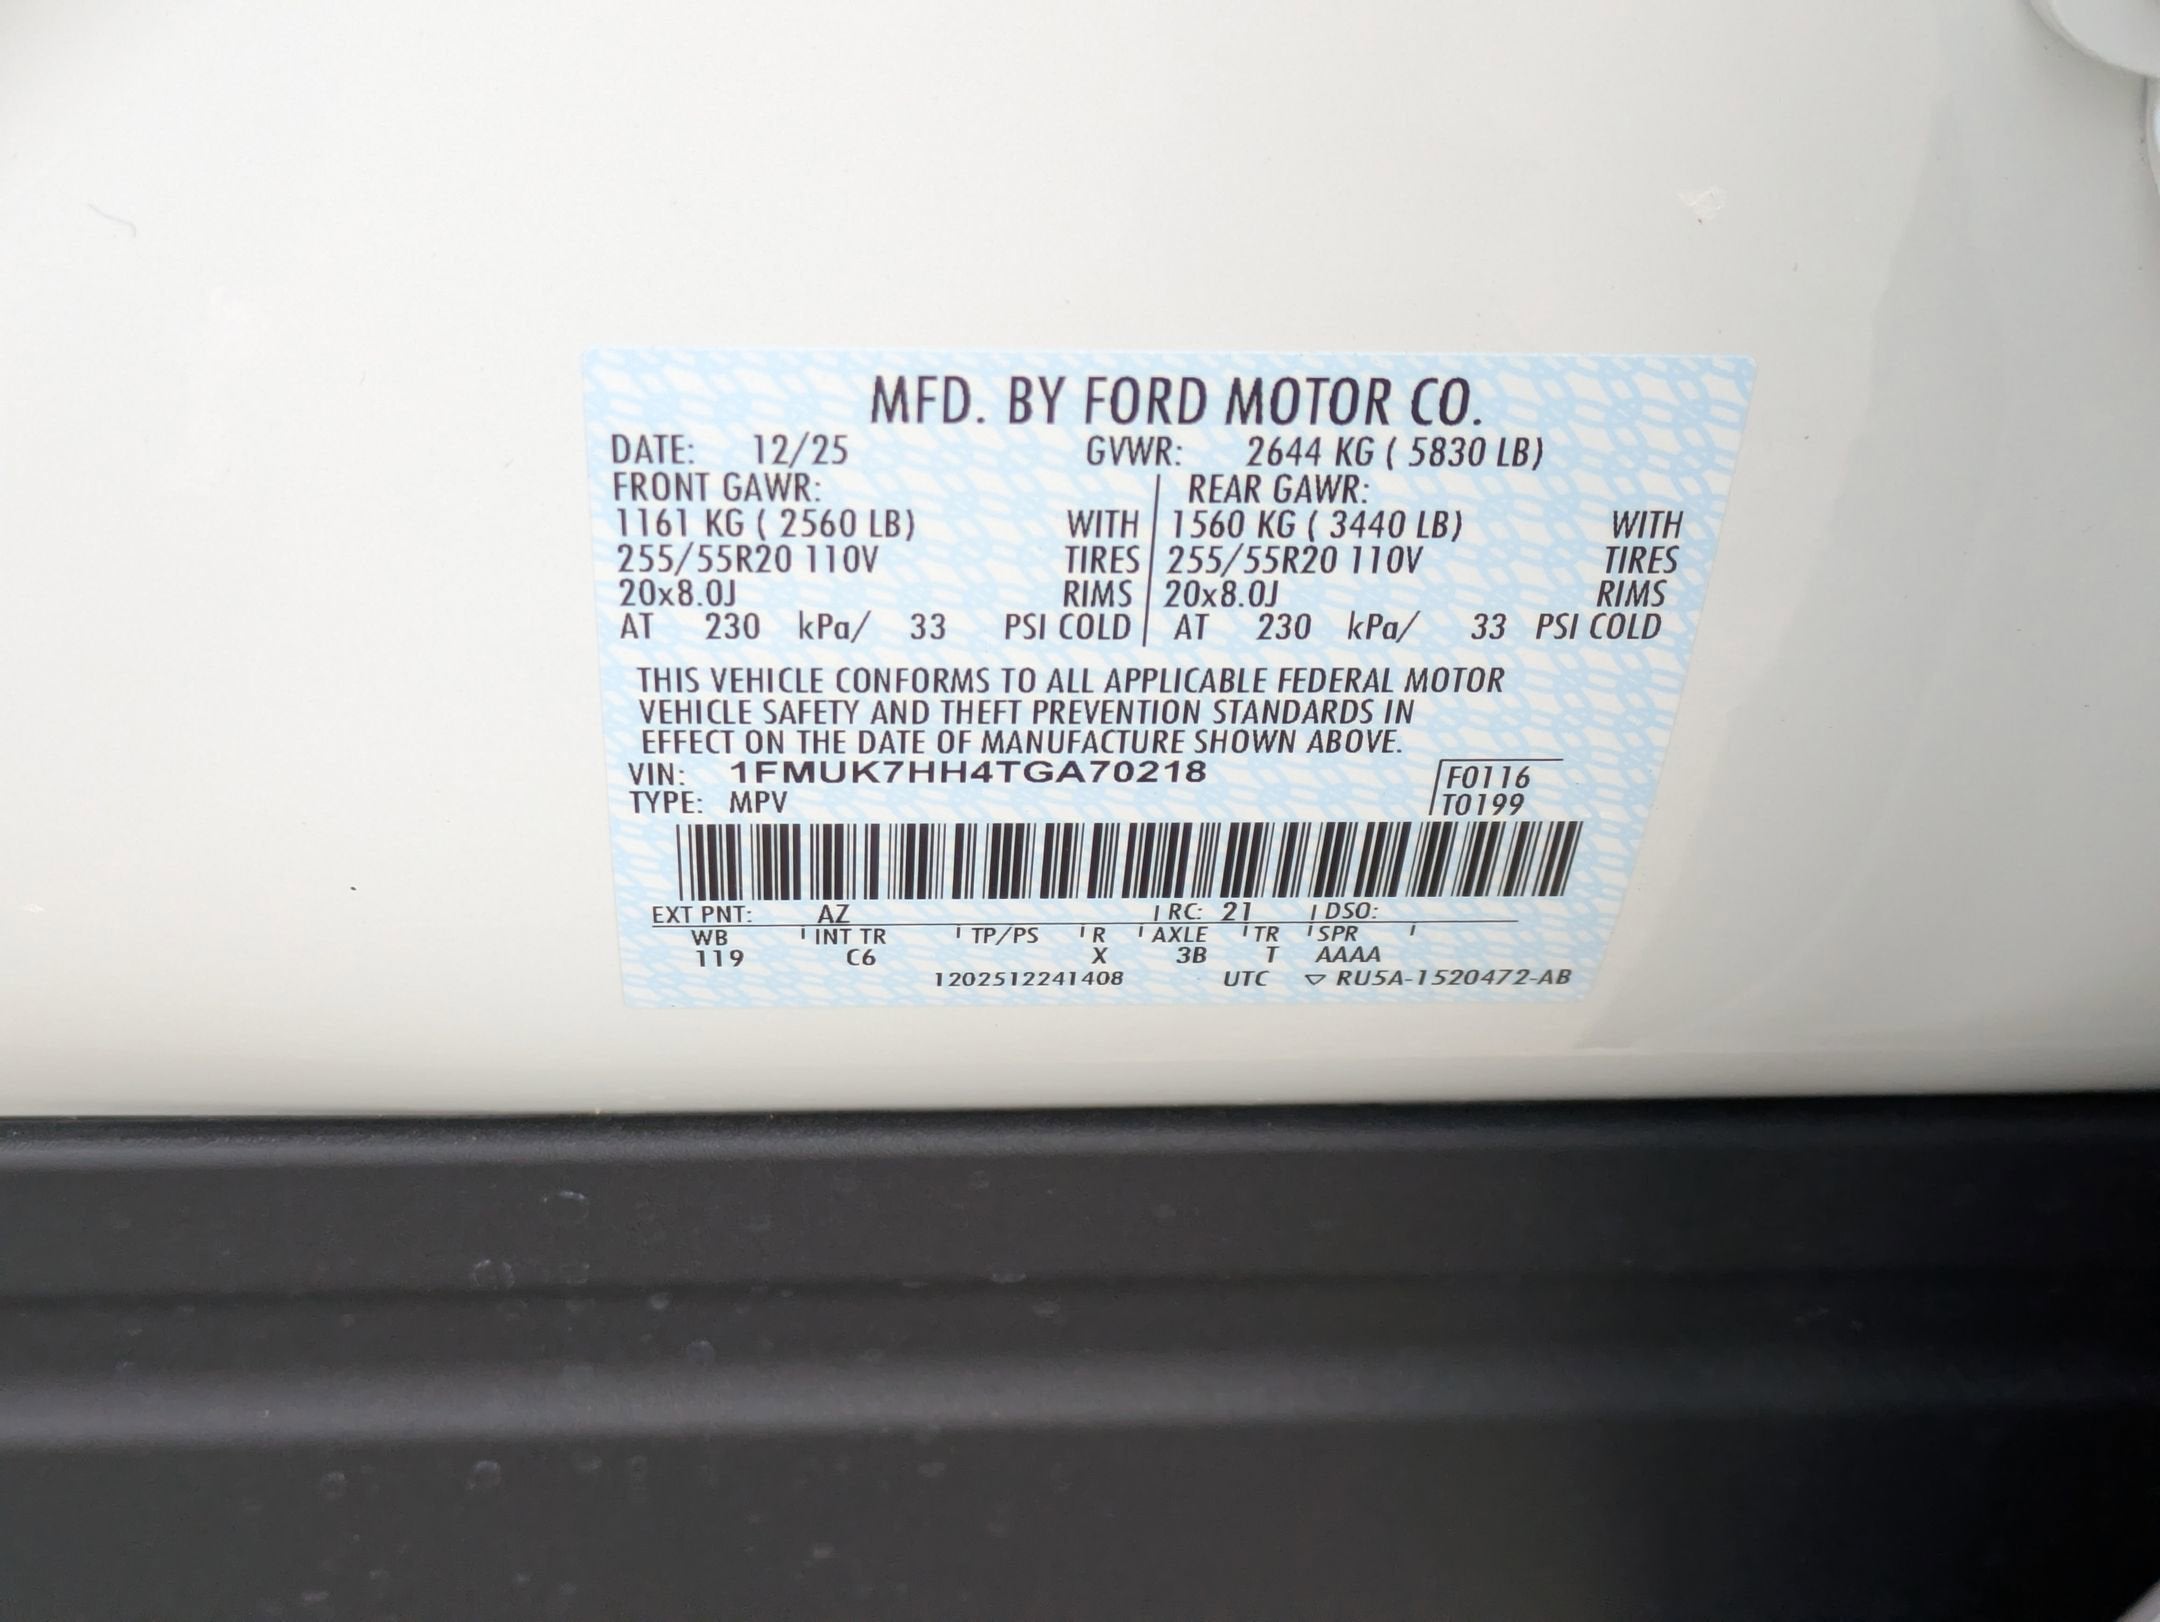 MFD. BY FORD MOTOR CO.
DATE: 12/25 GVWR: 2644 KG ( 5830 LB)
FRONT GAWR: REAR GAWR:
1161 KG ( 2560 LB) WITH 1560 KG ( 3440 LB) WITH
255/55R20 110V TIRES 255/55R20 110V TIRES
20x8.0J RIMS 20x8.0J RIMS
AT 230 kPa/ 33 PSI COLD AT 230 kPa/ 33 PSI COLD
THIS VEHICLE CONFORMS TO ALL APPLICABLE FEDERAL MOTOR
VEHICLE SAFETY AND THEFT PREVENTION STANDARDS IN
EFFECT ON THE DATE OF MANUFACTURE SHOWN ABOVE.
VIN: 1FMUK7HH4TGA70218 F0116
TYPE: MPV T0199
EXT PNT: AZ RC: 21 DSO:
WB INT TR TP/PS R AXLE TR SPR
119 C6 X 3B T AAAA
1202512241408 UTC ▽ RU5A-1520472-AB